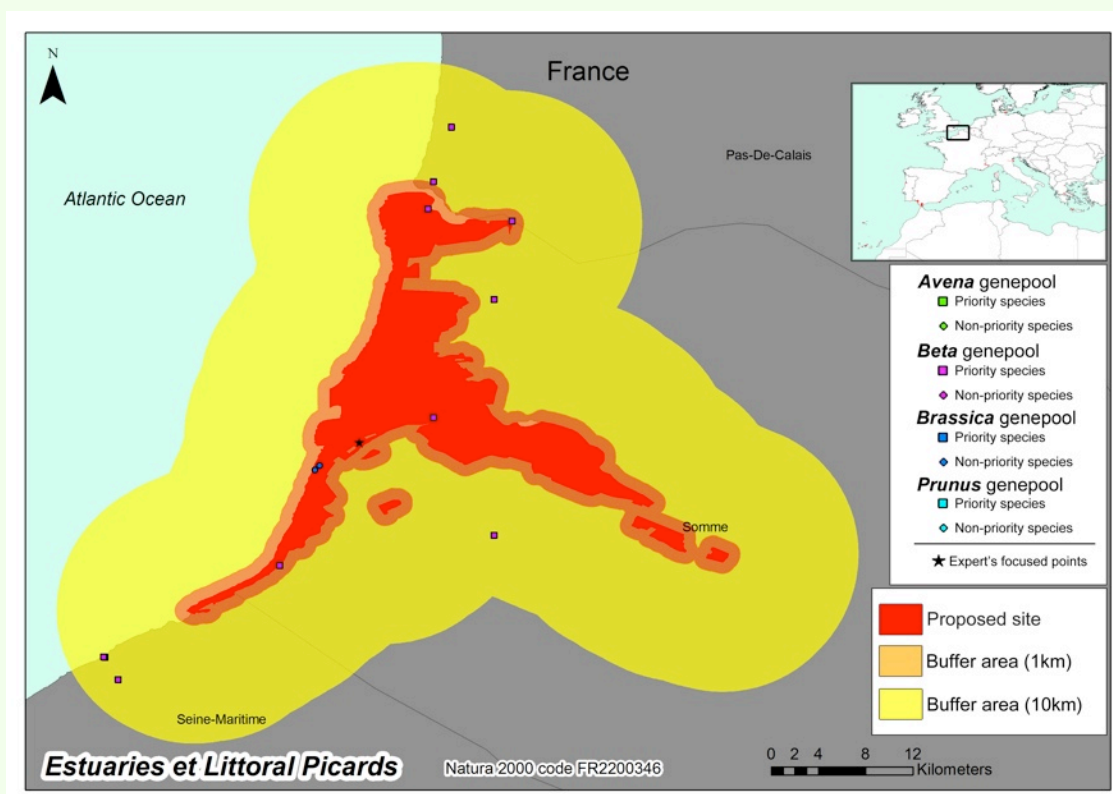 N
France
Pas-De-Calais
Atlantic Ocean
Avena genepool
Priority species
Non-priority species
Beta genepool
Priority species
Non-priority species
Brassica genepool
Priority species
Non-priority species
Prunus genepool
Priority species
Non-priority species
Expert's focused points
Somme
Proposed site
Buffer area (1km)
Buffer area (10km)
Seine-Maritime
Estuaries et Littoral Picards
Natura 2000 code FR2200346
0 2 4 8 12
Kilometers